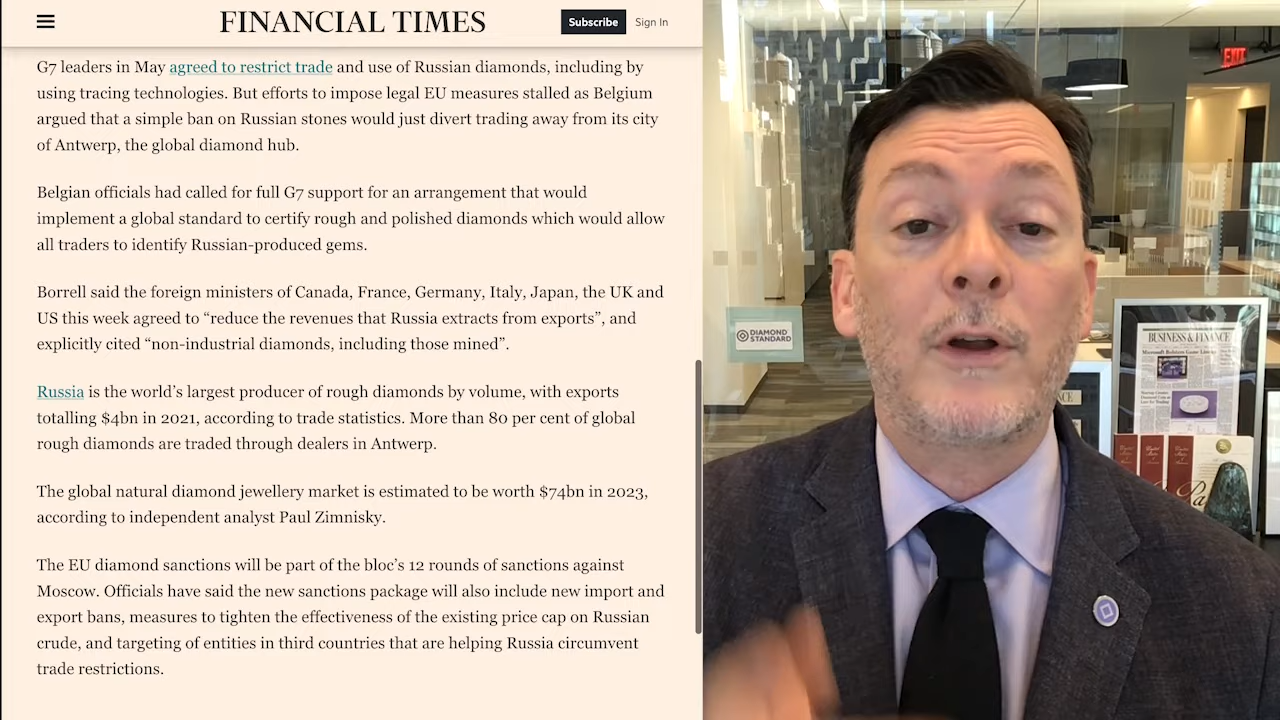 FINANCIAL TIMES
Subscribe
Sign In
G7 leaders in May agreed to restrict trade and use of Russian diamonds, including by
using tracing technologies. But efforts to impose legal EU measures stalled as Belgium
argued that a simple ban on Russian stones would just divert trading away from its city
of Antwerp, the global diamond hub.
Belgian officials had called for full G7 support for an arrangement that would
implement a global standard to certify rough and polished diamonds which would allow
all traders to identify Russian-produced gems.
Borrell said the foreign ministers of Canada, France, Germany, Italy, Japan, the UK and
US this week agreed to “reduce the revenues that Russia extracts from exports”, and
explicitly cited “non-industrial diamonds, including those mined”.
Russia is the world’s largest producer of rough diamonds by volume, with exports
totalling $4bn in 2021, according to trade statistics. More than 80 per cent of global
rough diamonds are traded through dealers in Antwerp.
The global natural diamond jewellery market is estimated to be worth $74bn in 2023,
according to independent analyst Paul Zimnisky.
The EU diamond sanctions will be part of the bloc’s 12 rounds of sanctions against
Moscow. Officials have said the new sanctions package will also include new import and
export bans, measures to tighten the effectiveness of the existing price cap on Russian
crude, and targeting of entities in third countries that are helping Russia circumvent
trade restrictions.
EXIT
DIAMOND
STANDARD
BUSINESS & FINANCE